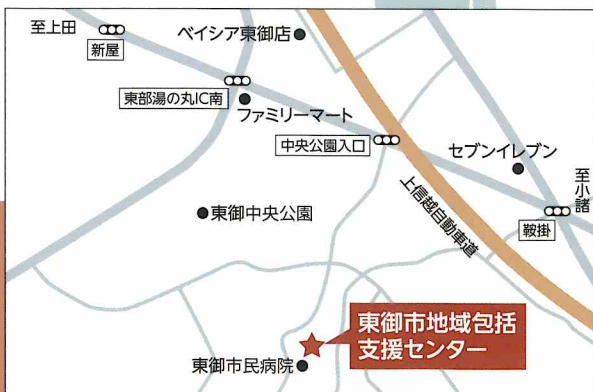 至上田
新屋
ベイシア東御店
東部湯の丸IC南
ファミリーマート
中央公園入口
セブンイレブン
至小諸
鞍掛
上信越自動車道
東御中央公園
東御市地域包括
支援センター
東御市民病院